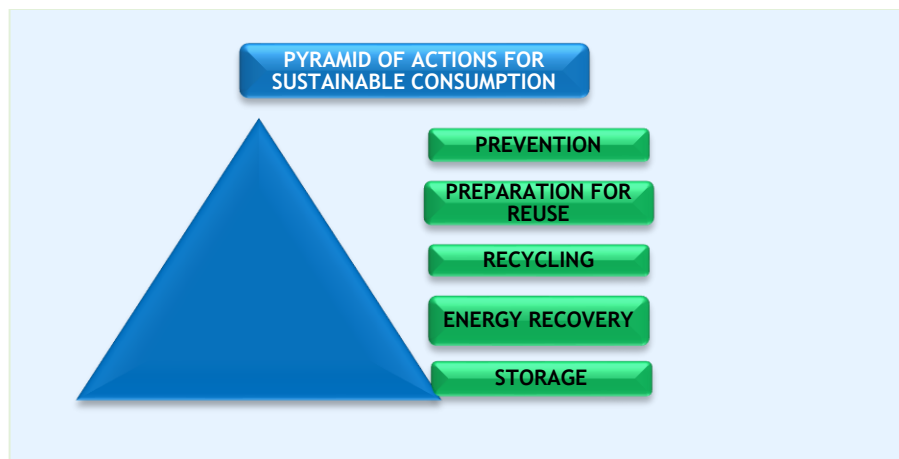 PYRAMID OF ACTIONS FOR
SUSTAINABLE CONSUMPTION
PREVENTION
PREPARATION FOR
REUSE
RECYCLING
ENERGY RECOVERY
STORAGE